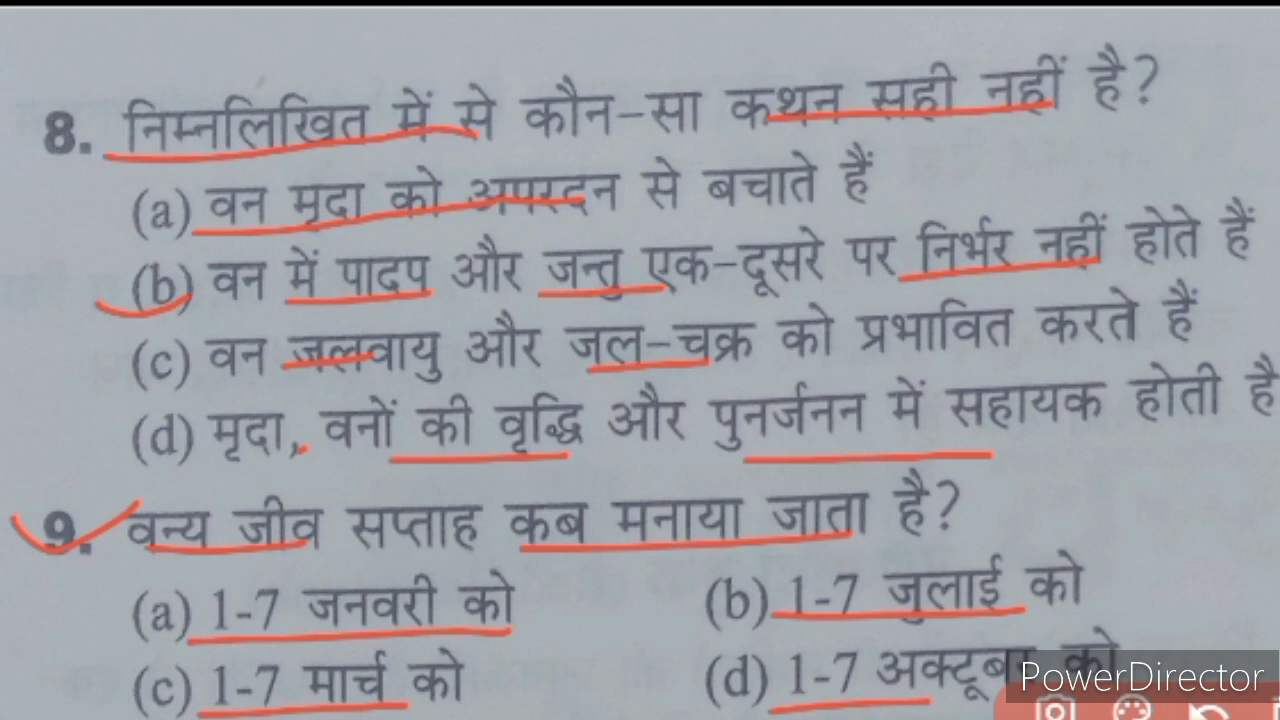 8. निम्नलिखित में से कौन-सा कथन सही नहीं है?
(a) वन मृदा को अपरदन से बचाते हैं
(b) वन में पादप और जन्तु एक-दूसरे पर निर्भर नहीं होते हैं
(c) वन जलवायु और जल-चक्र को प्रभावित करते हैं
(d) मृदा, वनों की वृद्धि और पुनर्जनन में सहायक होती है
9. वन्य जीव सप्ताह कब मनाया जाता है?
(a) 1-7 जनवरी को (b) 1-7 जुलाई को
(c) 1-7 मार्च को (d) 1-7 अक्टूबर को
PowerDirector